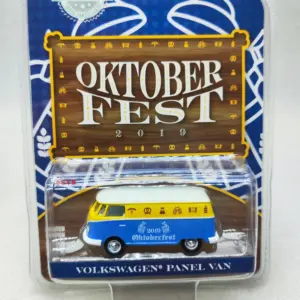 OKTOBER
FEST
2019
2019
Oktoberfest
VOLKSWAGEN® PANEL VAN